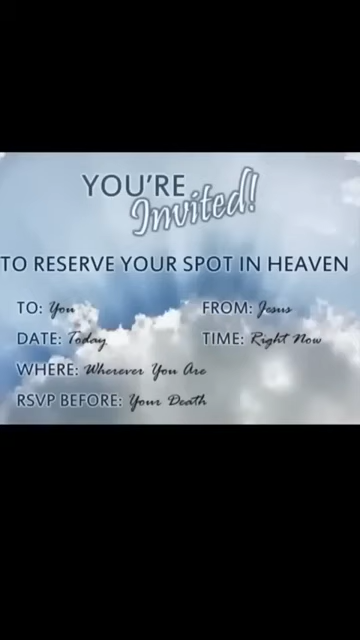 YOU'RE
Invited!
TO RESERVE YOUR SPOT IN HEAVEN
TO: You FROM: Jesus
DATE: Today TIME: Right Now
WHERE: Wherever You Are
RSVP BEFORE: Your Death